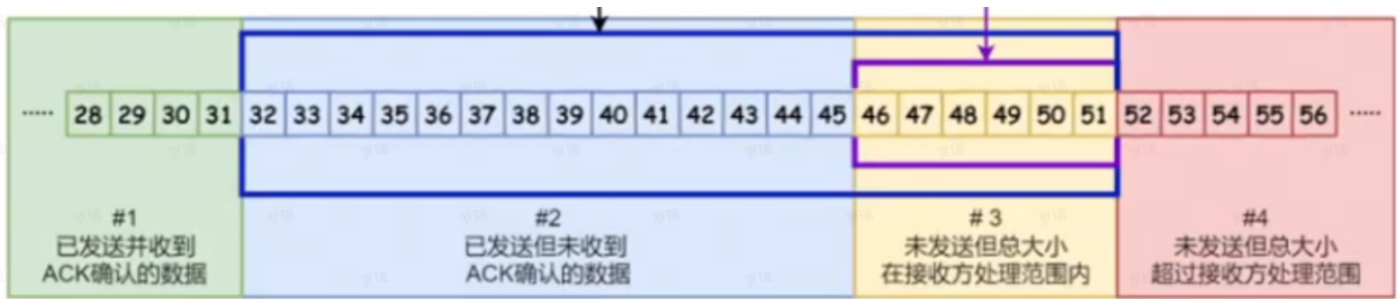 ..... 28 29 30 31 32 33 34 35 36 37 38 39 40 41 42 43 44 45 46 47 48 49 50 51 52 53 54 55 56 .....
#1
已发送并收到
ACK确认的数据
#2
已发送但未收到
ACK确认的数据
# 3
未发送但总大小
在接收方处理范围内
#4
未发送但总大小
超过接收方处理范围